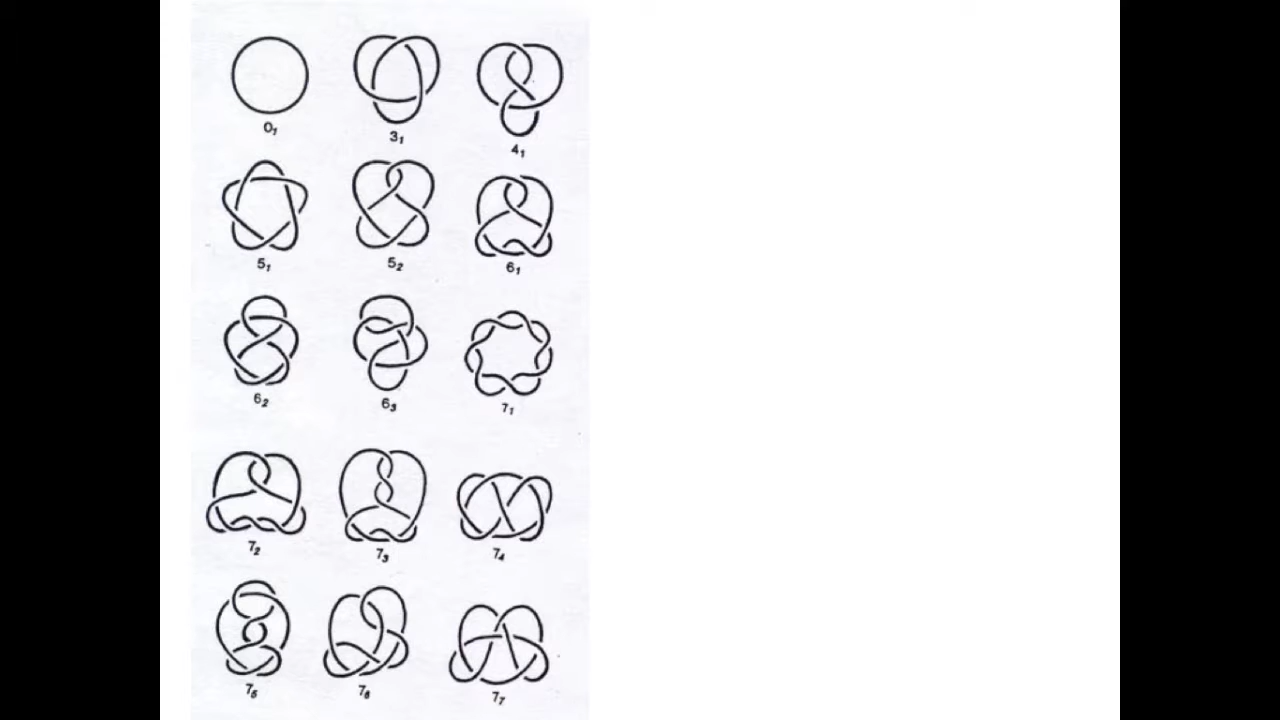 0₁ 3₁ 4₁
5₁ 5₂ 6₁
6₂ 6₃ 7₁
7₂ 7₃ 7₄
7₅ 7₆ 7₇